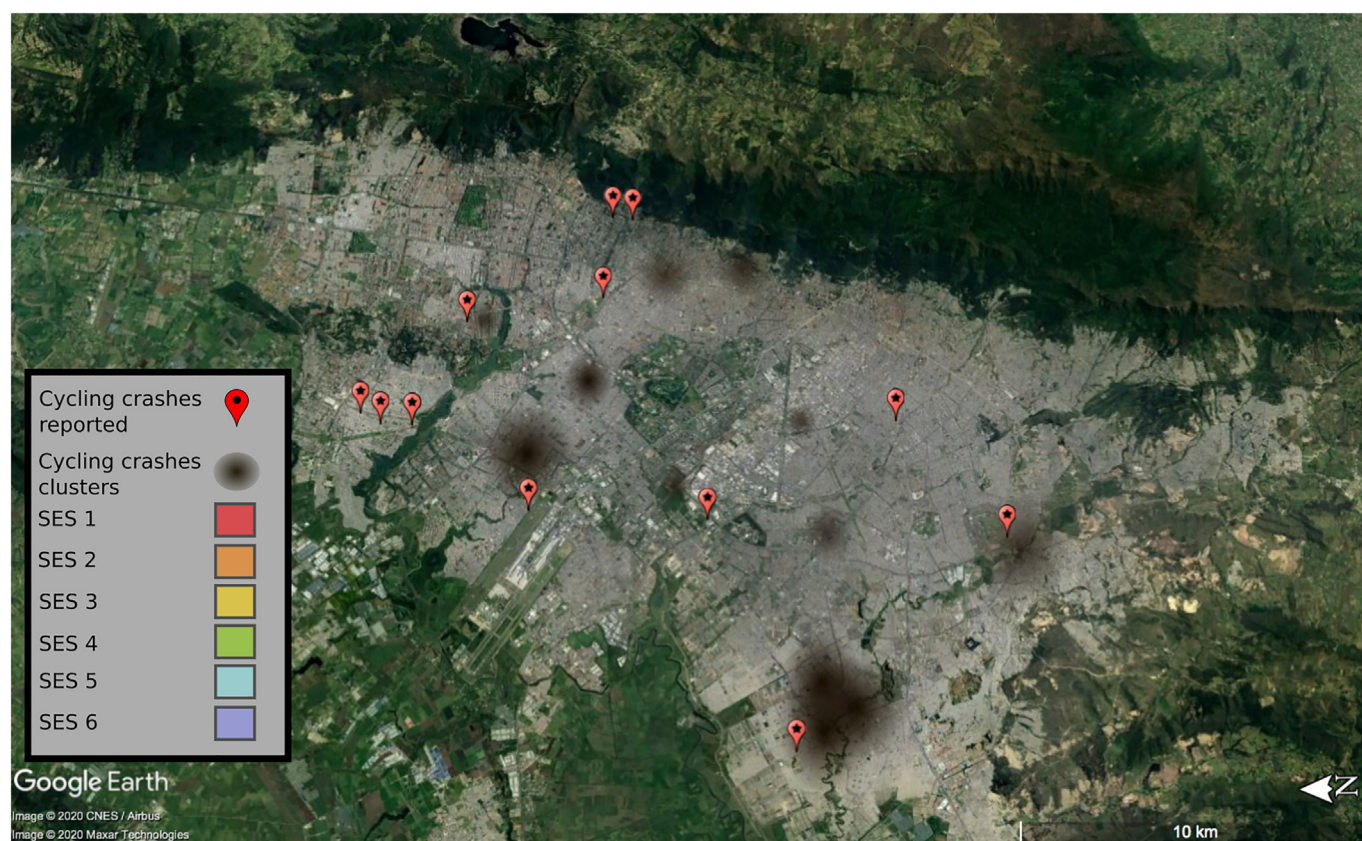 Cycling crashes
reported
Cycling crashes
clusters
SES 1
SES 2
SES 3
SES 4
SES 5
SES 6
Google Earth
Image © 2020 CNES / Airbus
Image © 2020 Maxar Technologies
N
10 km